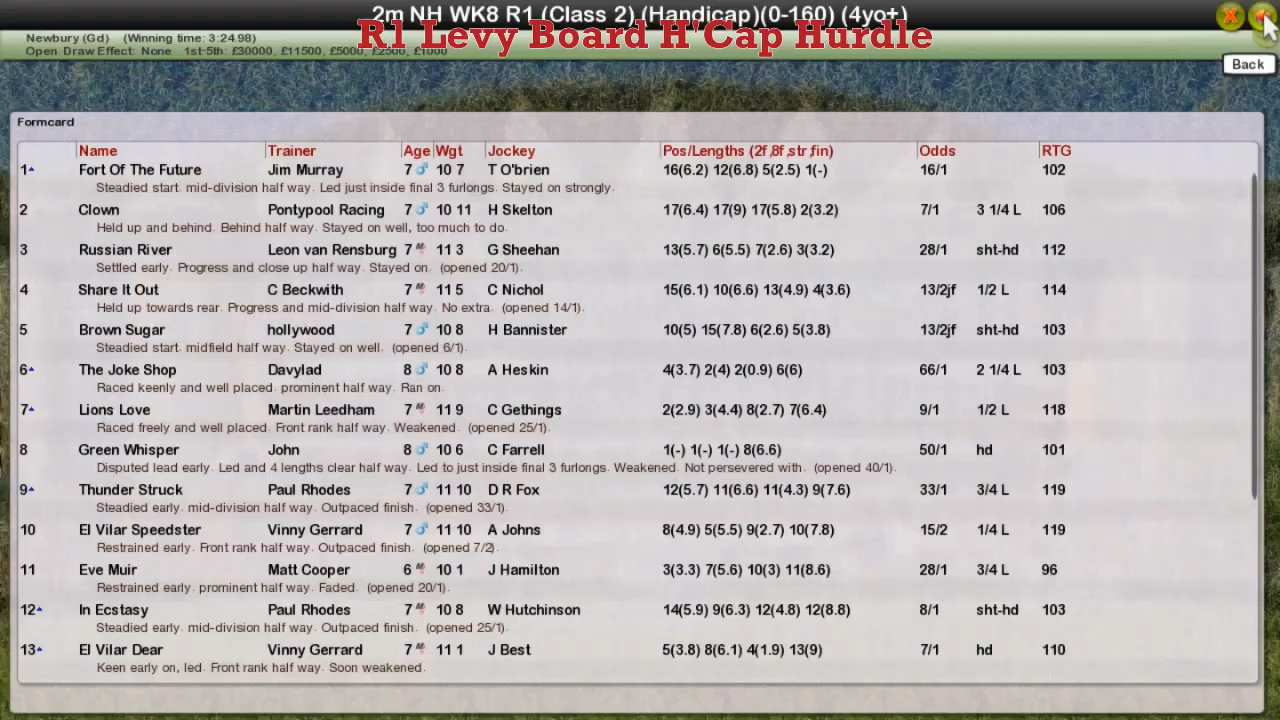 2m NH WK8 R1 (Class 2) (Handicap)(0-160) (4yo+)
R1 Levy Board H'Cap Hurdle
Newbury (Gd) (Winning time: 3:24.98)
Open Draw Effect: None 1st-5th: £30000, £11500, £5000, £2500, £1000
Back
Formcard
Name Trainer Age Wgt Jockey Pos/Lengths (2f,8f,str,fin) Odds RTG
1 Fort Of The Future Jim Murray 7 10 7 T O'brien 16(6.2) 12(6.8) 5(2.5) 1(-) 16/1 102
Steadied start. mid-division half way. Led just inside final 3 furlongs. Stayed on strongly.
2 Clown Pontypool Racing 7 10 11 H Skelton 17(6.4) 17(9) 17(5.8) 2(3.2) 7/1 3 1/4 L 106
Held up and behind. Behind half way. Stayed on well, too much to do.
3 Russian River Leon van Rensburg 7 11 3 G Sheehan 13(5.7) 6(5.5) 7(2.6) 3(3.2) 28/1 sht-hd 112
Settled early. Progress and close up half way. Stayed on. (opened 20/1).
4 Share It Out C Beckwith 7 11 5 C Nichol 15(6.1) 10(6.6) 13(4.9) 4(3.6) 13/2jf 1/2 L 114
Held up towards rear. Progress and mid-division half way. No extra. (opened 14/1).
5 Brown Sugar hollywood 7 10 8 H Bannister 10(5) 15(7.8) 6(2.6) 5(3.8) 13/2jf sht-hd 103
Steadied start. midfield half way. Stayed on well. (opened 6/1).
6 The Joke Shop Davylad 8 10 8 A Heskin 4(3.7) 2(4) 2(0.9) 6(6) 66/1 2 1/4 L 103
Raced keenly and well placed. prominent half way. Ran on.
7 Lions Love Martin Leedham 7 11 9 C Gethings 2(2.9) 3(4.4) 8(2.7) 7(6.4) 9/1 1/2 L 118
Raced freely and well placed. Front rank half way. Weakened. (opened 25/1).
8 Green Whisper John 8 10 6 C Farrell 1(-) 1(-) 1(-) 8(6.6) 50/1 hd 101
Disputed lead early. Led and 4 lengths clear half way. Led to just inside final 3 furlongs. Weakened. Not persevered with. (opened 40/1).
9 Thunder Struck Paul Rhodes 7 11 10 D R Fox 12(5.7) 11(6.6) 11(4.3) 9(7.6) 33/1 3/4 L 119
Steadied early. mid-division half way. Outpaced finish. (opened 33/1).
10 El Vilar Speedster Vinny Gerrard 7 11 10 A Johns 8(4.9) 5(5.5) 9(2.7) 10(7.8) 15/2 1/4 L 119
Restrained early. Front rank half way. Outpaced finish. (opened 7/2).
11 Eve Muir Matt Cooper 6 10 1 J Hamilton 3(3.3) 7(5.6) 10(3) 11(8.6) 28/1 3/4 L 96
Restrained early. prominent half way. Faded. (opened 20/1).
12 In Ecstasy Paul Rhodes 7 10 8 W Hutchinson 14(5.9) 9(6.3) 12(4.8) 12(8.8) 8/1 sht-hd 103
Steadied early. mid-division half way. Outpaced finish. (opened 25/1).
13 El Vilar Dear Vinny Gerrard 7 11 1 J Best 5(3.8) 8(6.1) 4(1.9) 13(9) 7/1 hd 110
Keen early on, led. Front rank half way. Soon weakened.